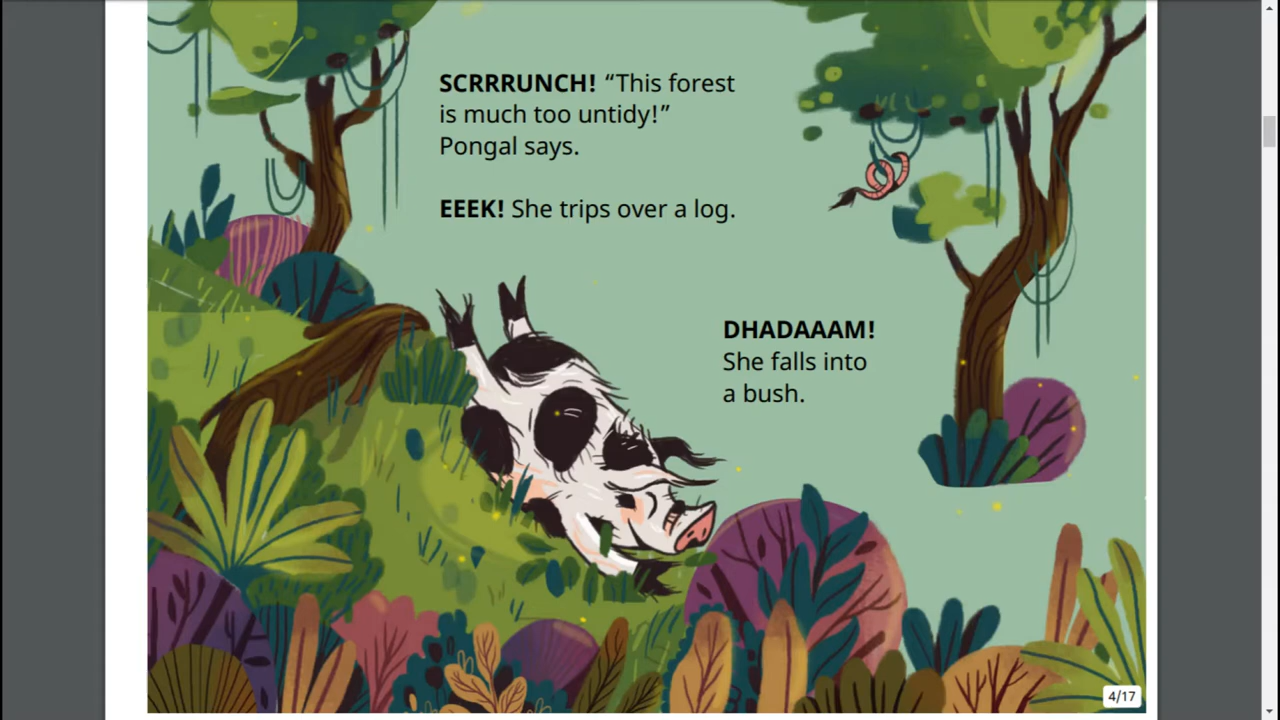 SCRRRUNCH! “This forest
is much too untidy!”
Pongal says.
EEEK! She trips over a log.
DHADAAAM!
She falls into
a bush.
4/17